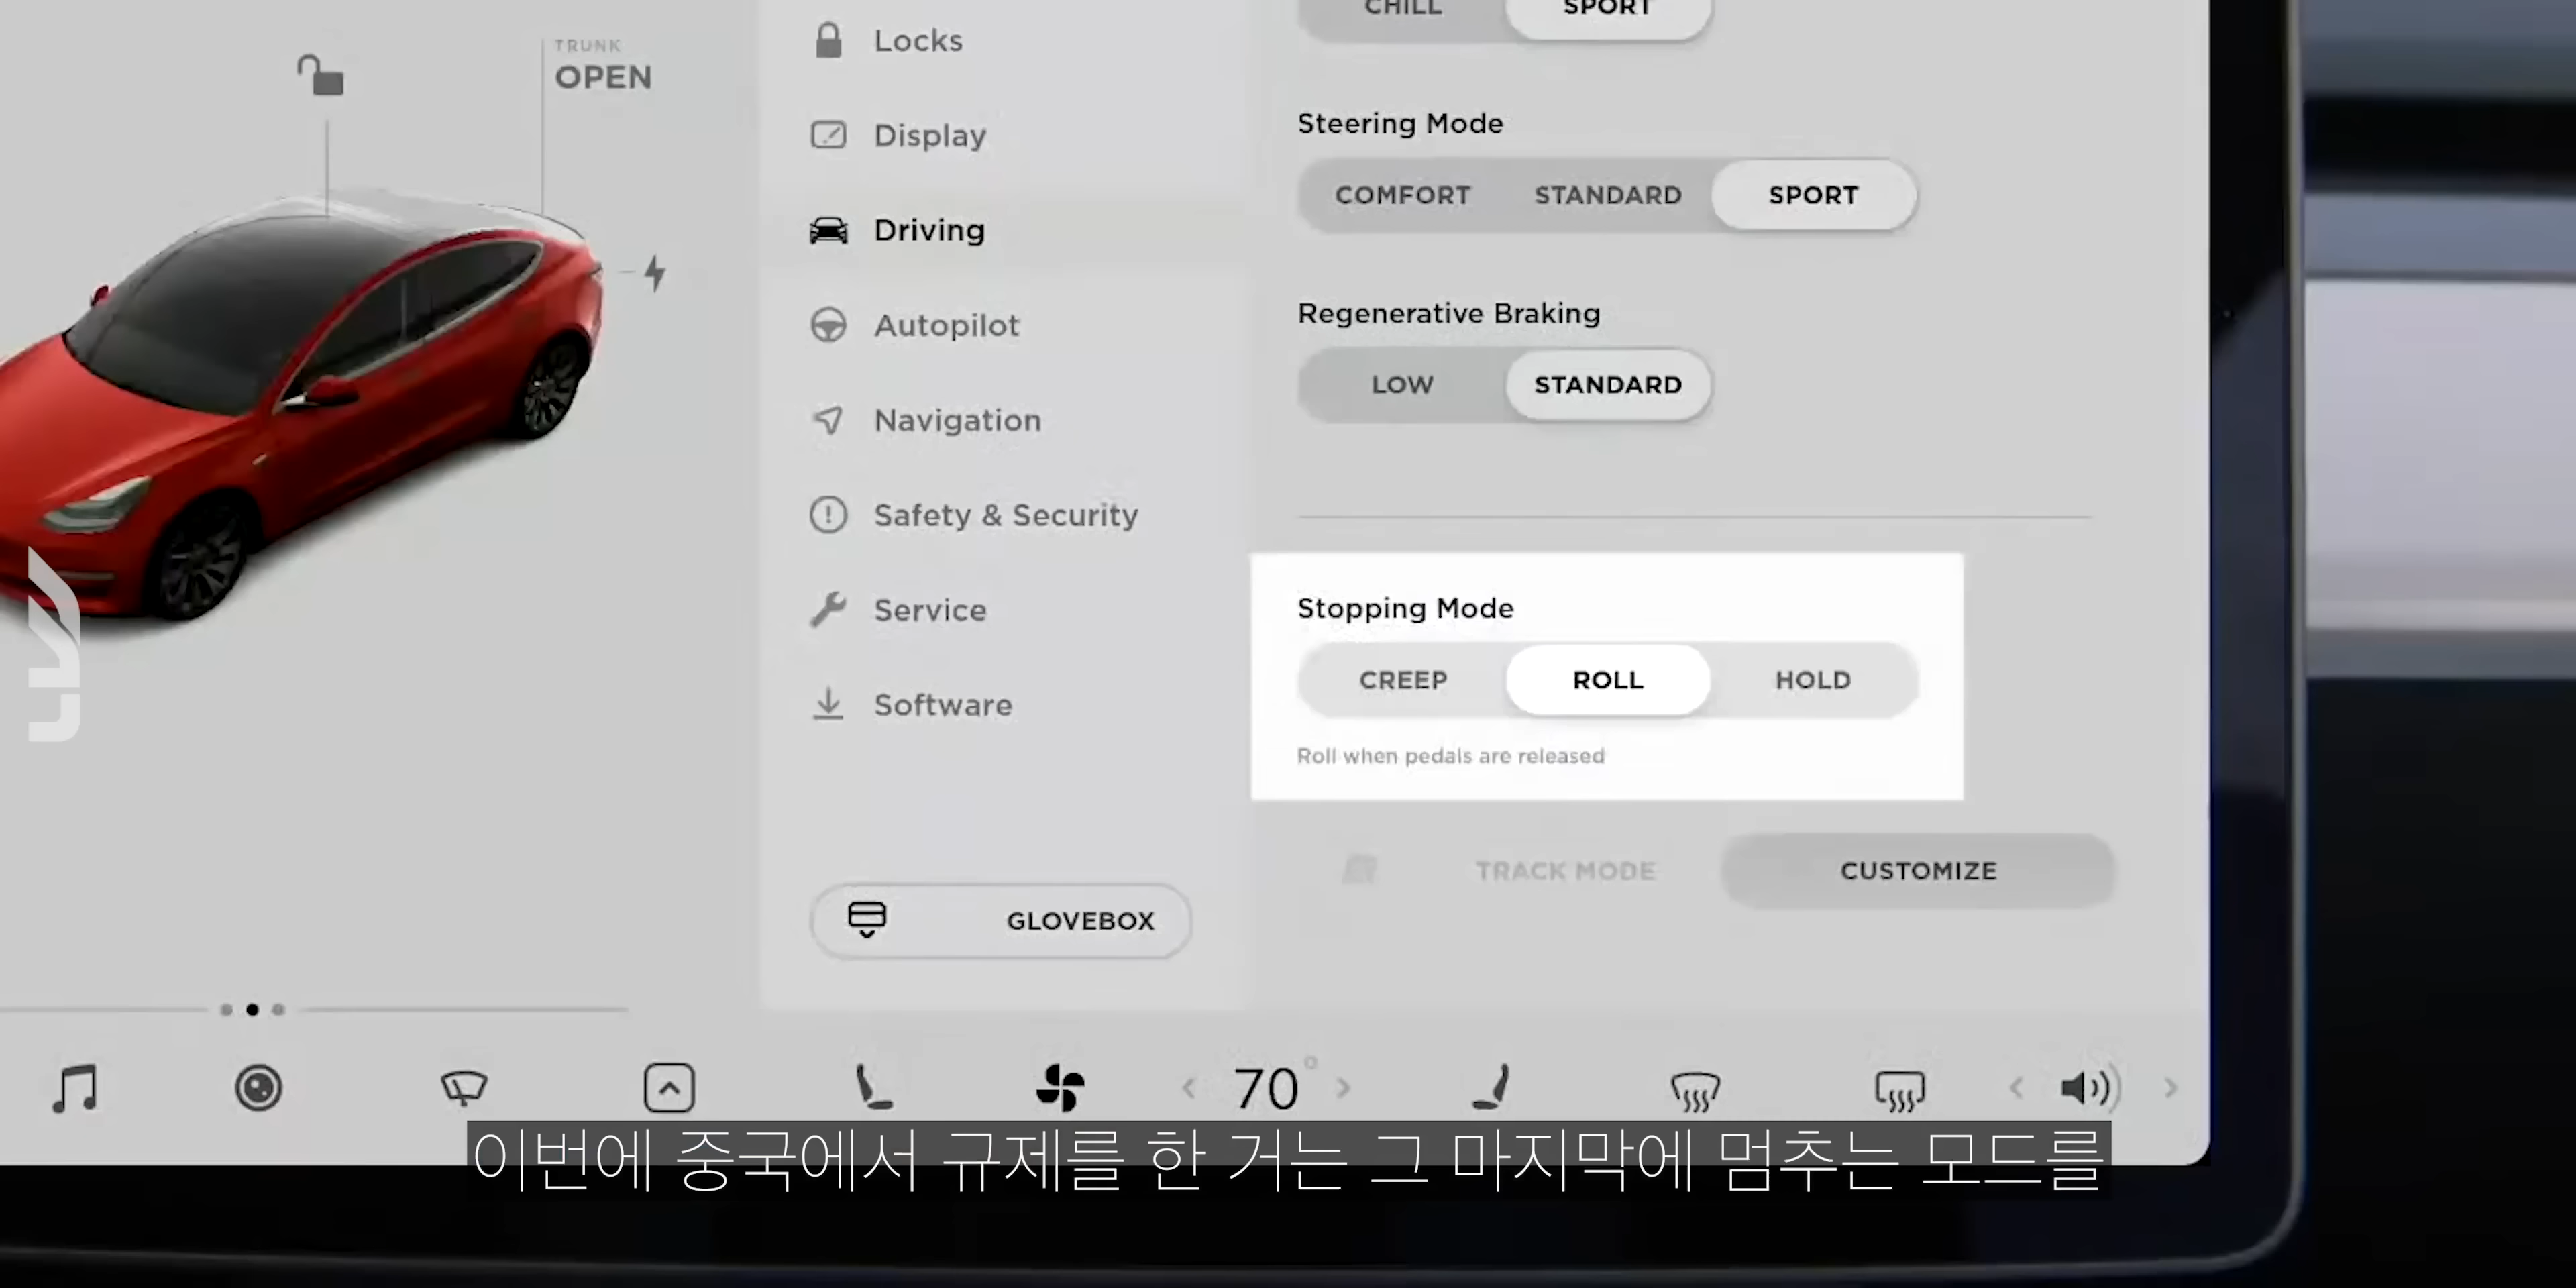 CHILL SPORT
TRUNK
OPEN
Locks
Display
Driving
Autopilot
Navigation
Safety & Security
Service
Software
GLOVEBOX
Steering Mode
COMFORT STANDARD SPORT
Regenerative Braking
LOW STANDARD
Stopping Mode
CREEP ROLL HOLD
Roll when pedals are released
TRACK MODE CUSTOMIZE
70°
이번에 중국에서 규제를 한 거는 그 마지막에 멈추는 모드를